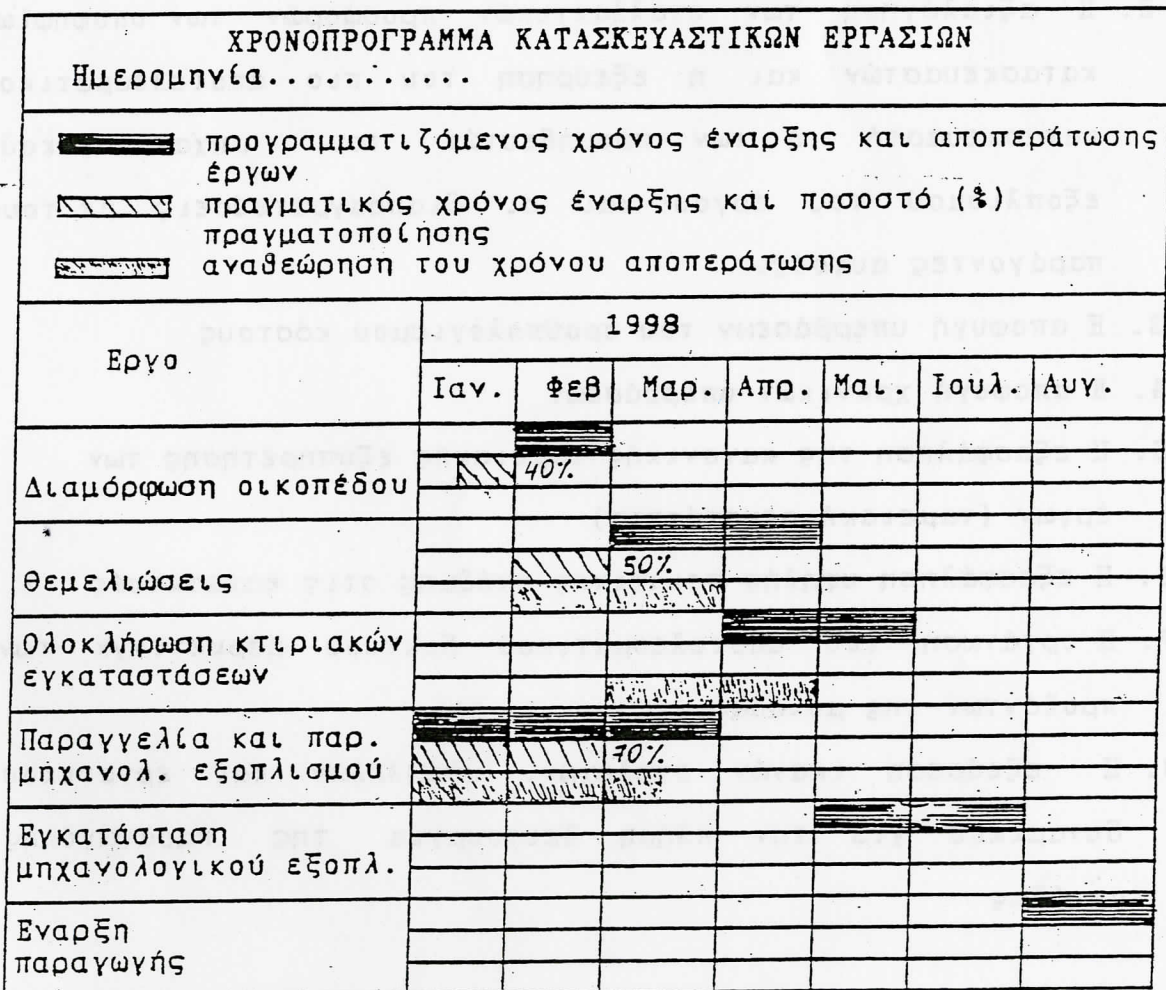 ΧΡΟΝΟΠΡΟΓΡΑΜΜΑ ΚΑΤΑΣΚΕΥΑΣΤΙΚΩΝ ΕΡΓΑΣΙΩΝ
Ημερομηνία..........
προγραμματιζόμενος χρόνος έναρξης και αποπεράτωσης
έργων
πραγματικός χρόνος έναρξης και ποσοστό (%)
πραγματοποίησης
αναθεώρηση του χρόνου αποπεράτωσης
Εργο
1998
Ιαν. Φεβ Μαρ. Απρ. Μαι. Ιουλ. Αυγ.
Διαμόρφωση οικοπέδου
40%
θεμελιώσεις
50%
Ολοκλήρωση κτιριακών
εγκαταστάσεων
Παραγγελία και παρ.
μηχανολ. εξοπλισμού
70%
Εγκατάσταση
μηχανολογικού εξοπλ.
Εναρξη
παραγωγής